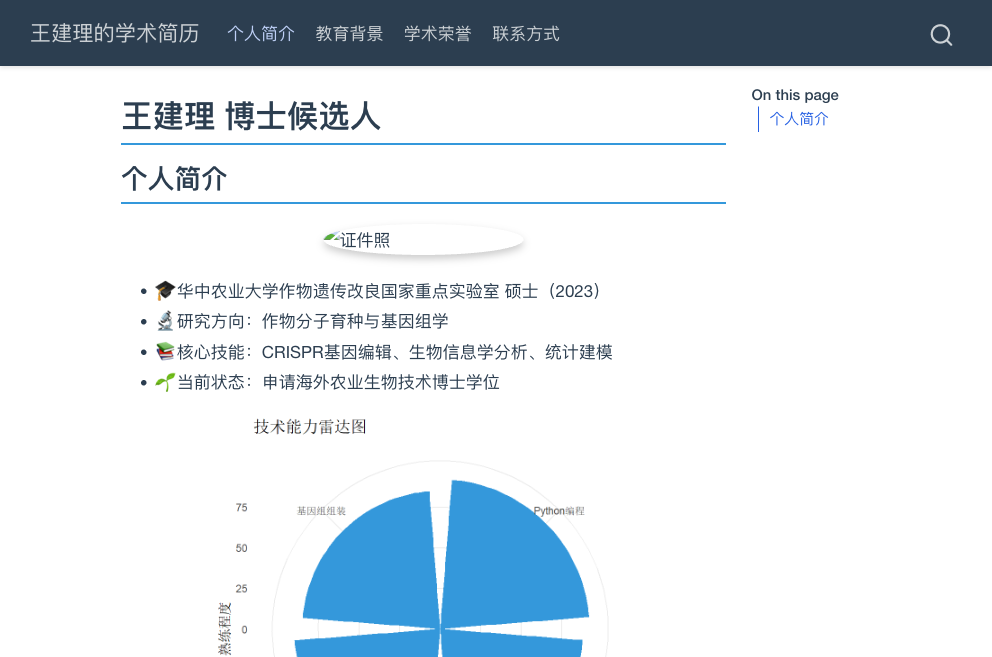 王建理的学术简历 个人简介 教育背景 学术荣誉 联系方式
On this page
个人简介
王建理 博士候选人
个人简介
证件照
🎓华中农业大学作物遗传改良国家重点实验室 硕士（2023）
🔬研究方向：作物分子育种与基因组学
📚核心技能：CRISPR基因编辑、生物信息学分析、统计建模
🌱当前状态：申请海外农业生物技术博士学位
技术能力雷达图
75
基因组组装
Python编程
50
25
0
熟练程度